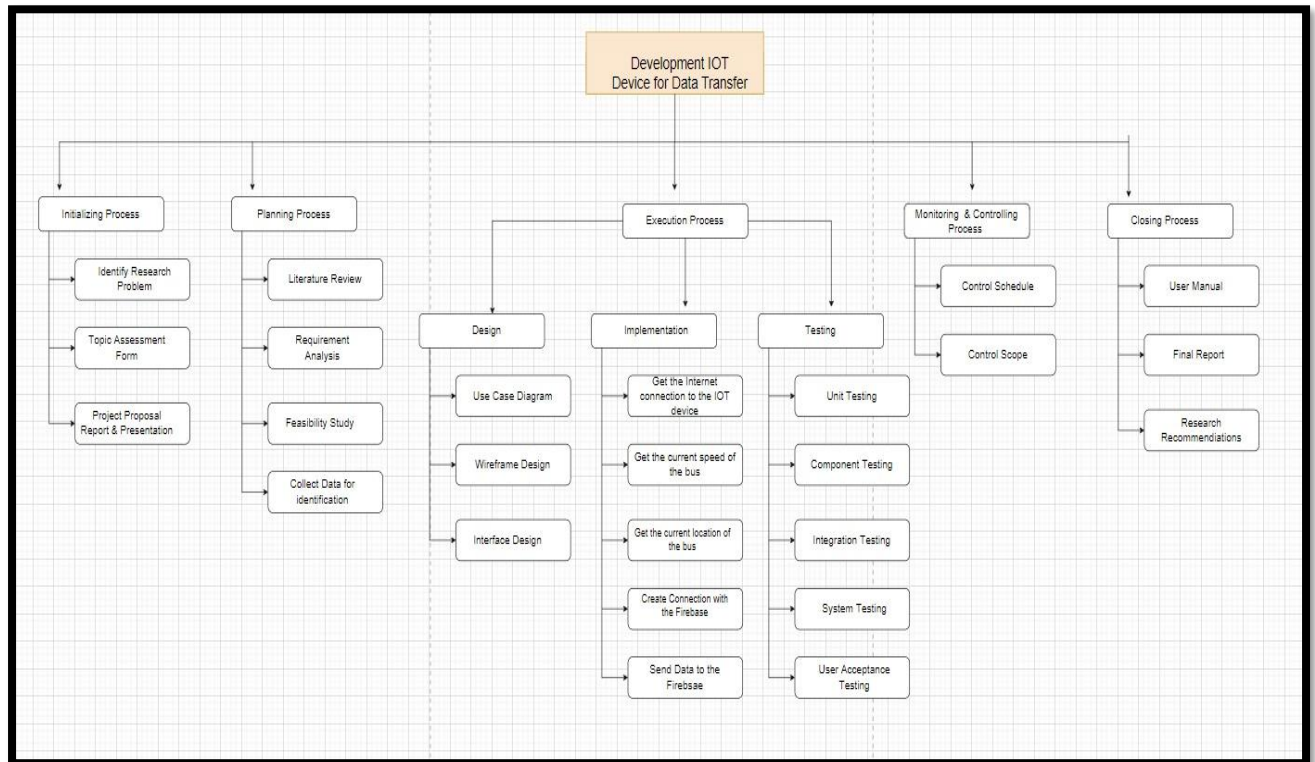 Development IOT
Device for Data Transfer
Initializing Process
Identify Research
Problem
Topic Assessment
Form
Project Proposal
Report & Presentation
Planning Process
Literature Review
Requirement
Analysis
Feasibility Study
Collect Data for
identification
Execution Process
Design
Use Case Diagram
Wireframe Design
Interface Design
Implementation
Get the Internet
connection to the IOT
device
Get the current speed of
the bus
Get the current location of
the bus
Create Connection with
the Firebase
Send Data to the
Firebsae
Testing
Unit Testing
Component Testing
Integration Testing
System Testing
User Acceptance
Testing
Monitoring & Controlling
Process
Control Schedule
Control Scope
Closing Process
User Manual
Final Report
Research
Recommendations